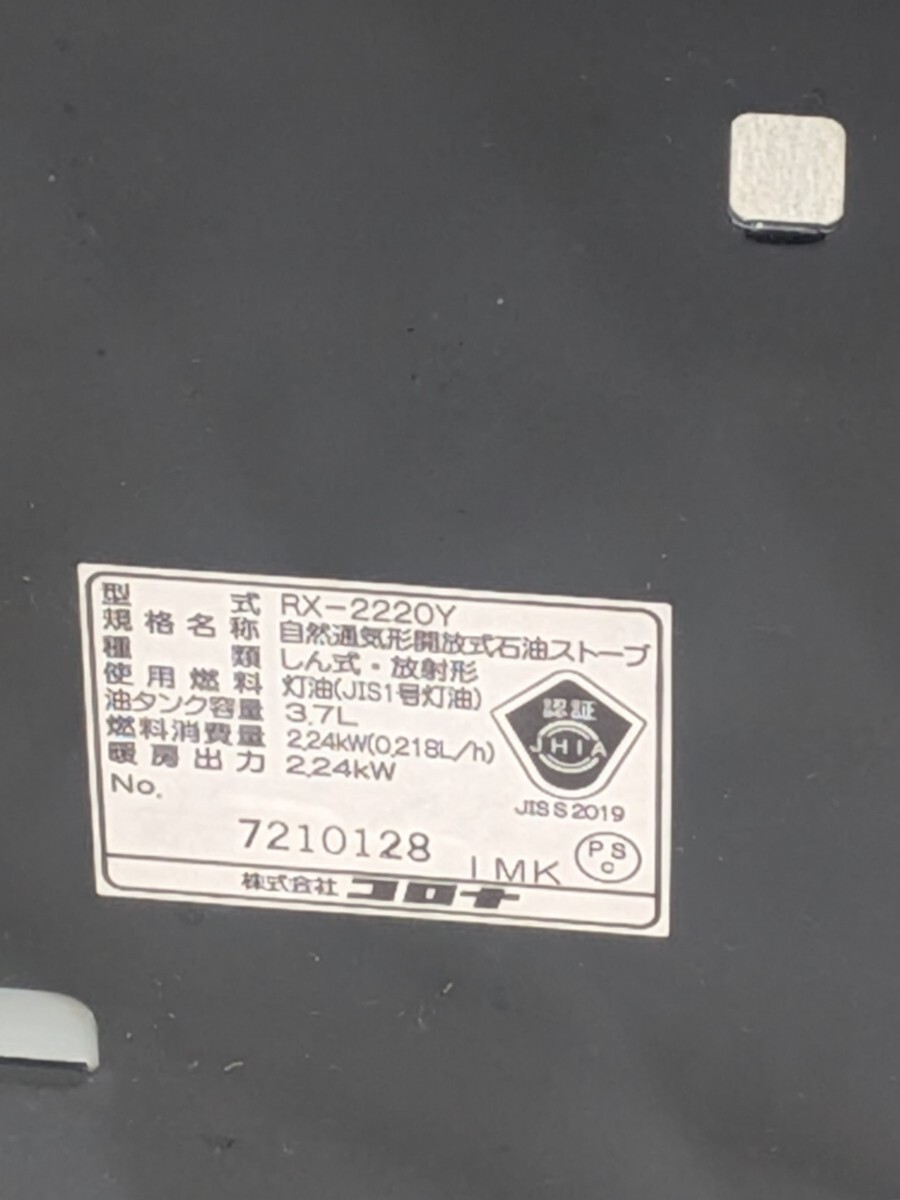 型式 RX-2220Y
規格名称 自然通気形開放式石油ストーブ
種類 しん式・放射形
使用燃料 灯油(JIS1号灯油)
油タンク容量 3.7L
燃料消費量 2.24kW(0.218L/h)
暖房出力 2.24kW
認証
JHIA
JIS S 2019
No.
7210128
IMK
PS
C
株式会社 コロナ